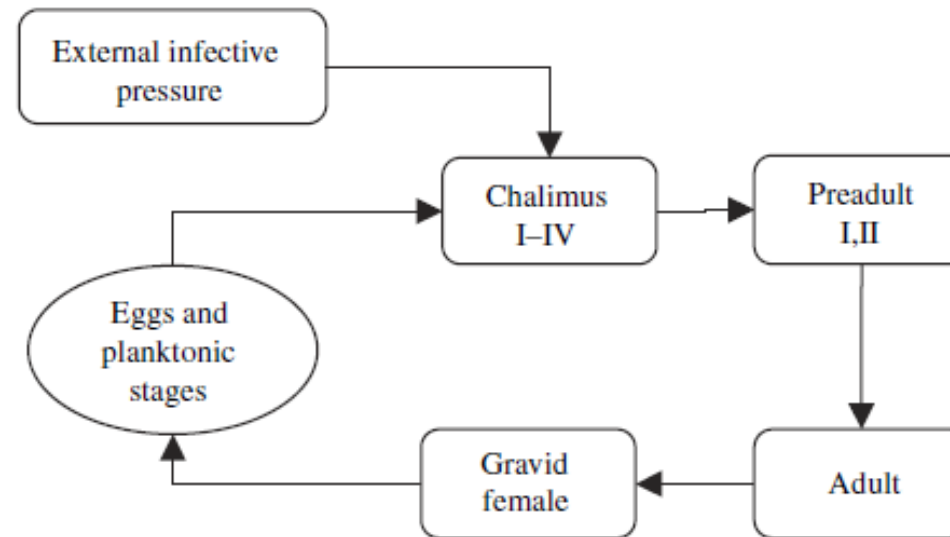 External infective
pressure
Chalimus
I–IV
Preadult
I,II
Eggs and
planktonic
stages
Gravid
female
Adult